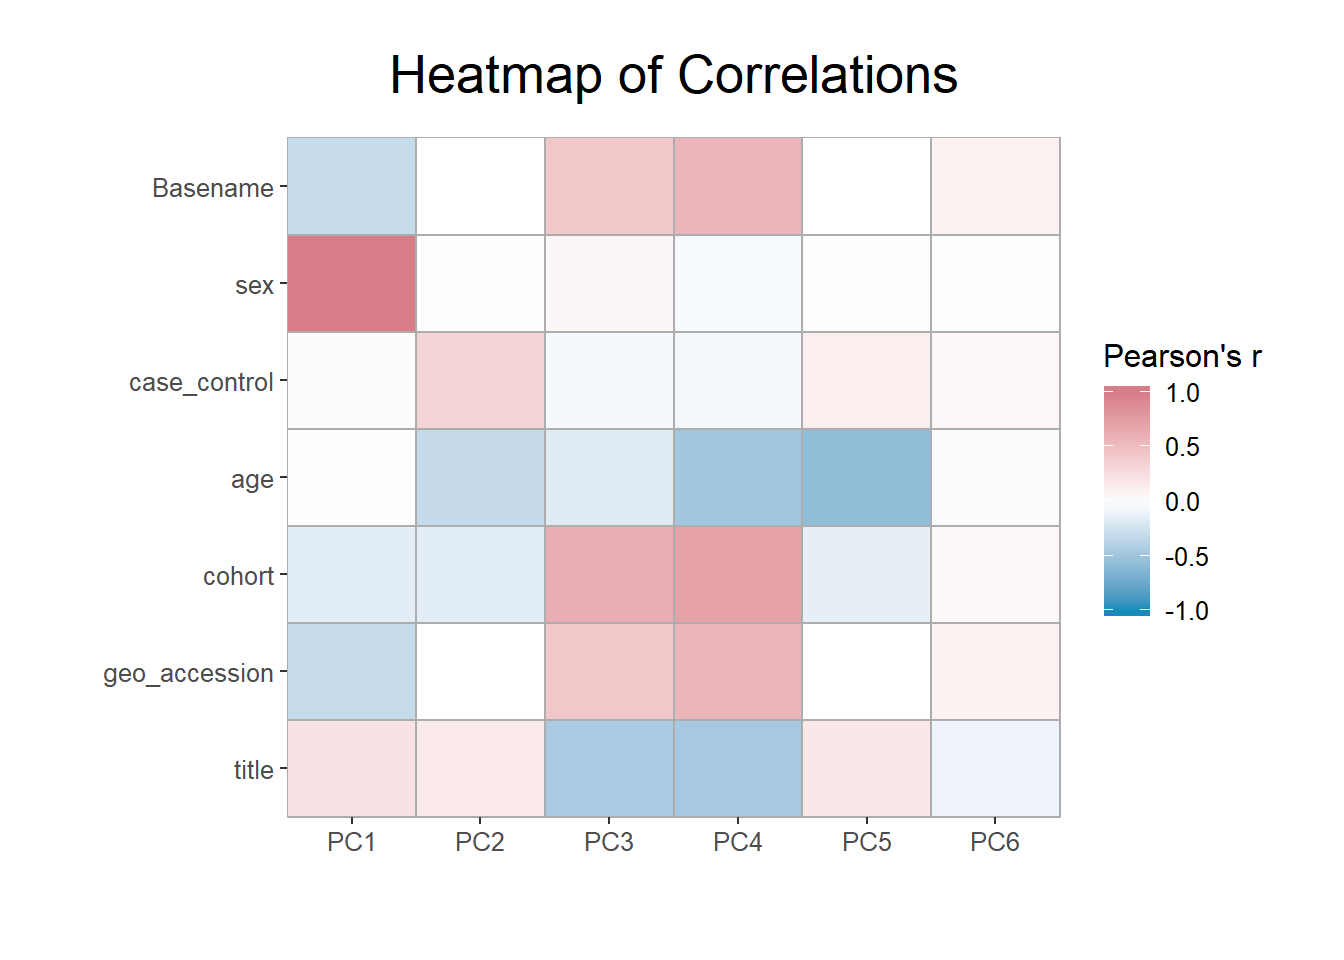 Heatmap of Correlations
Basename
sex
case_control
age
cohort
geo_accession
title
PC1 PC2 PC3 PC4 PC5 PC6
Pearson's r
1.0
0.5
0.0
-0.5
-1.0